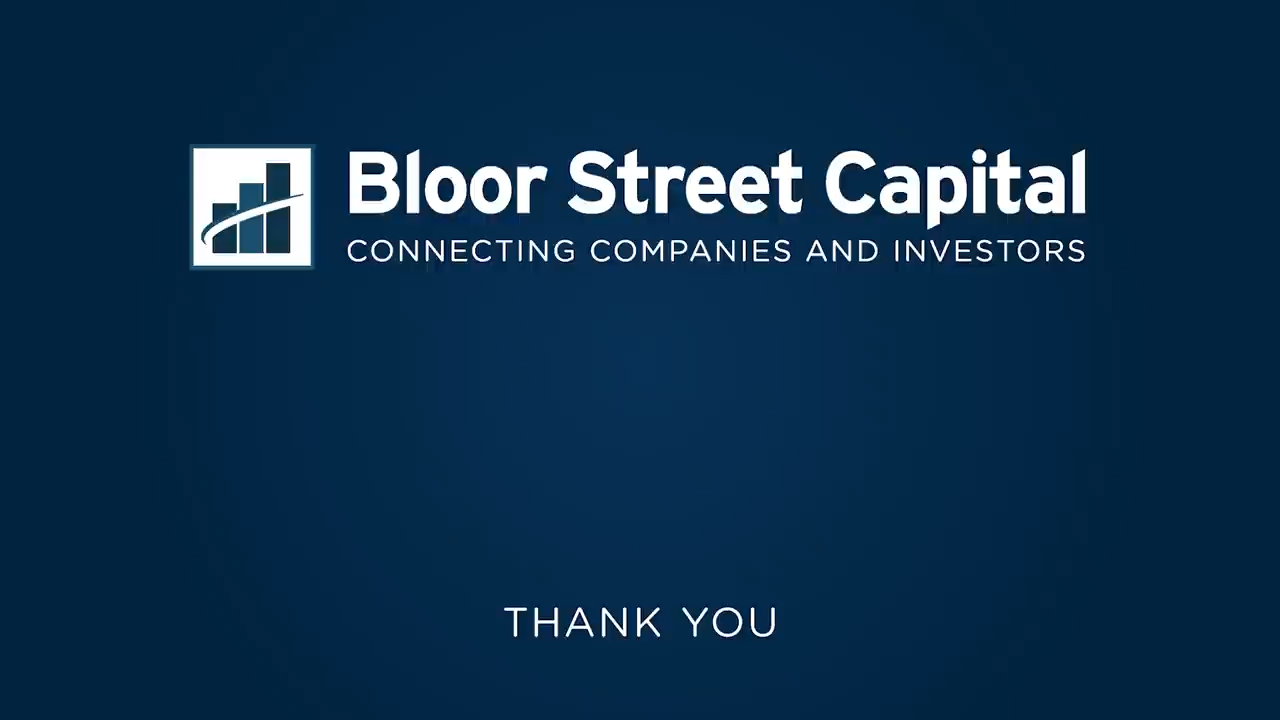 Bloor Street Capital
CONNECTING COMPANIES AND INVESTORS
THANK YOU